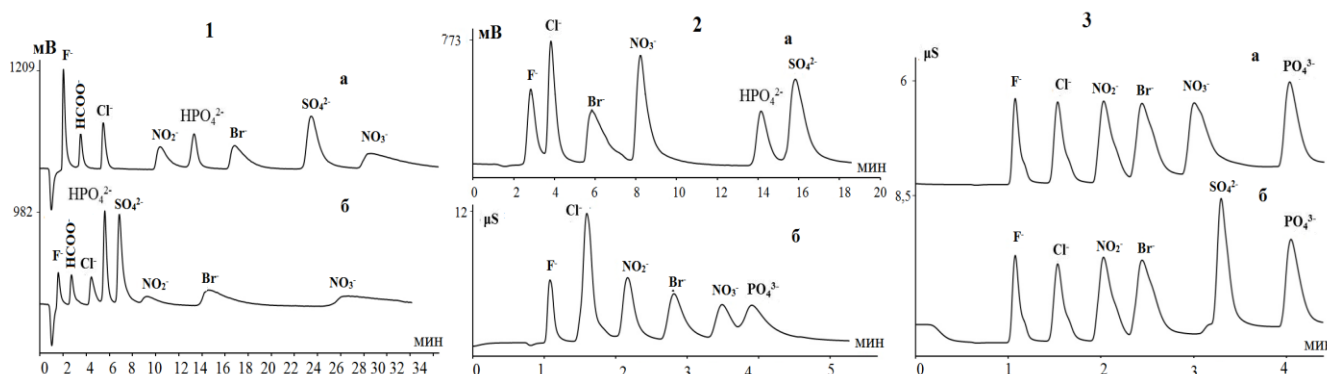 1
мВ
1209
а
F⁻
HCOO⁻
Cl⁻
NO₂⁻
HPO₄²⁻
Br⁻
SO₄²⁻
NO₃⁻
мин
982
б
F⁻
HCOO⁻
Cl⁻
HPO₄²⁻
SO₄²⁻
NO₂⁻
Br⁻
NO₃⁻
мин
0 2 4 6 8 10 12 14 16 18 20 22 24 26 28 30 32 34
2
мВ
773
а
F⁻
Cl⁻
Br⁻
NO₃⁻
HPO₄²⁻
SO₄²⁻
мин
0 2 4 6 8 10 12 14 16 18 20
12
µS
б
F⁻
Cl⁻
NO₂⁻
Br⁻
NO₃⁻
PO₄³⁻
мин
0 1 2 3 4 5
3
µS
6
а
F⁻
Cl⁻
NO₂⁻
Br⁻
NO₃⁻
PO₄³⁻
8,5
б
F⁻
Cl⁻
NO₂⁻
Br⁻
SO₄²⁻
PO₄³⁻
мин
0 1 2 3 4